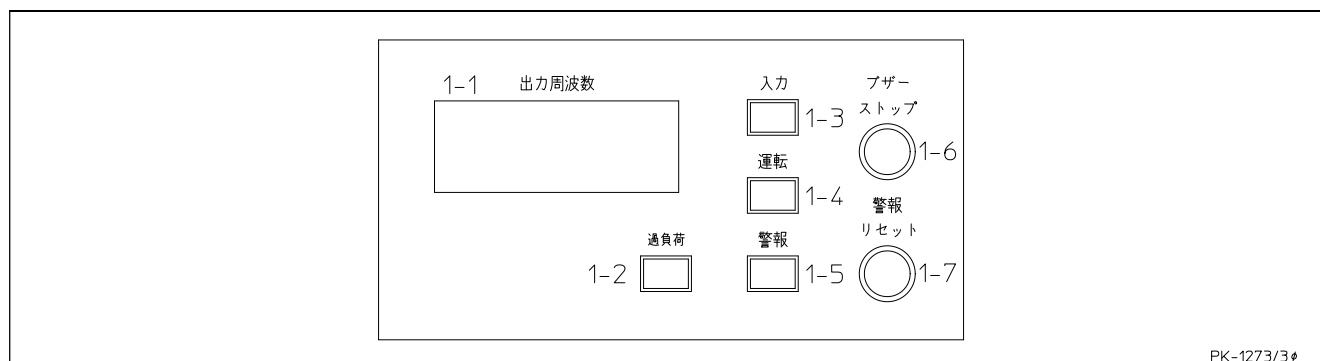 1-1 出力周波数
入力
1-3
ブザー
ストップ
1-6
運転
1-4
警報
リセット
1-7
過負荷
1-2
警報
1-5
PK-1273/3φ